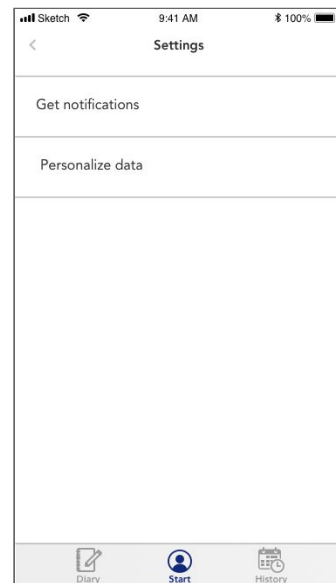 Sketch 9:41 AM 100%
Settings
Get notifications
Personalize data
Diary Start History